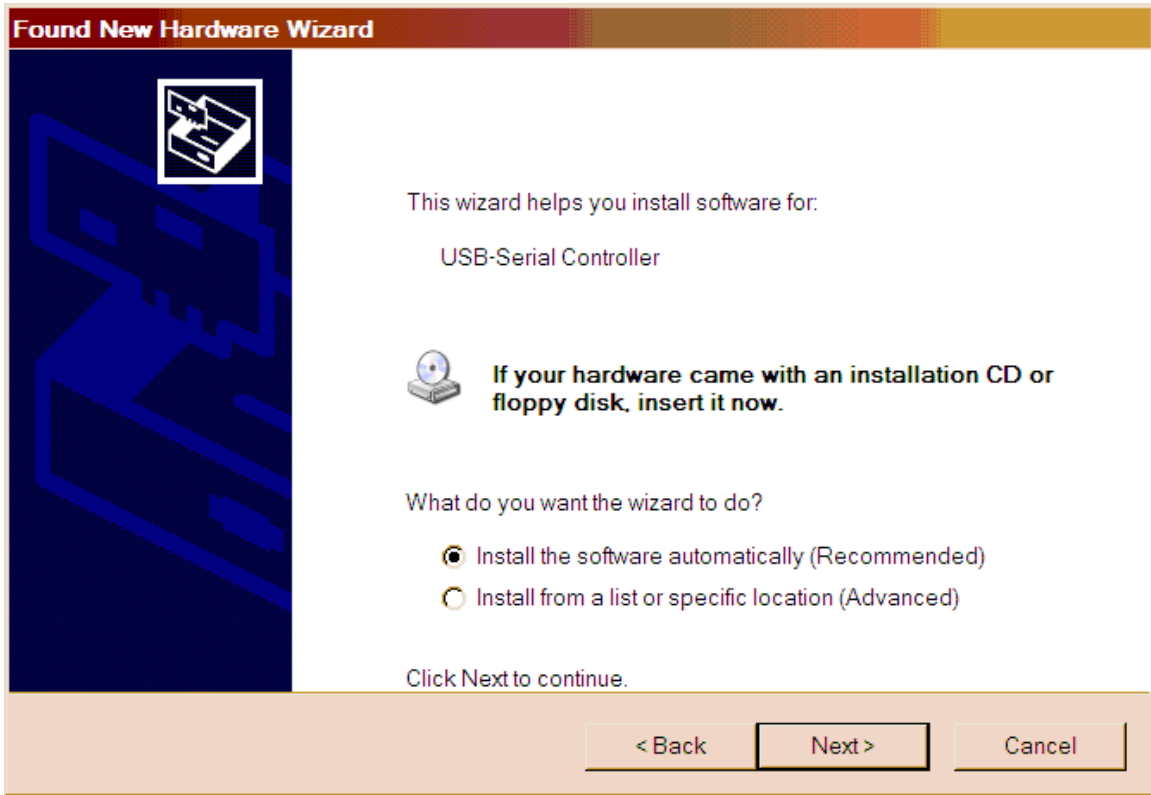 Found New Hardware Wizard
This wizard helps you install software for:
USB-Serial Controller
If your hardware came with an installation CD or
floppy disk, insert it now.
What do you want the wizard to do?
Install the software automatically (Recommended)
Install from a list or specific location (Advanced)
Click Next to continue.
< Back
Next >
Cancel